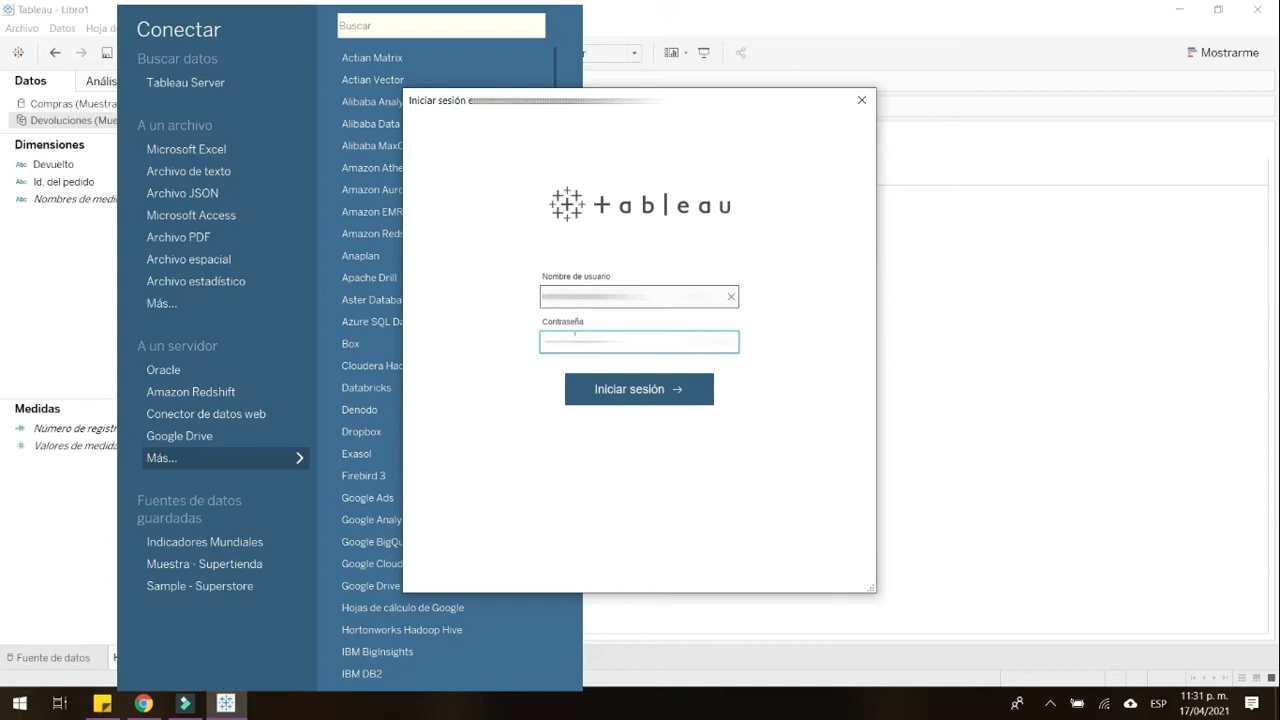 Tableau - Libro1
Archivo
Datos
Hoja d
Mostrarme
Datos
Análisi
Compras (Muestra
Devoluciones (Mue
Dimensiones
Abc Devuelto
Abc Id. del pedido
Abc Nombres de medid
Medidas
Número de registr
Valores de medida
Fuente de datos
H
Conectar
Buscar datos
Tableau Server
A un archivo
Microsoft Excel
Archivo de texto
Archivo JSON
Microsoft Access
Archivo PDF
Archivo espacial
Archivo estadístico
Más...
A un servidor
Oracle
Amazon Redshift
Conector de datos web
Google Drive
Más...
Fuentes de datos
guardadas
Indicadores Mundiales
Muestra - Supertienda
Sample - Superstore
Buscar
Actian Matrix
Actian Vector
Alibaba Analy
Alibaba Data
Alibaba MaxC
Amazon Athe
Amazon Auro
Amazon EMR
Amazon Reds
Anaplan
Apache Drill
Aster Databa
Azure SQL Da
Box
Cloudera Had
Databricks
Denodo
Dropbox
Exasol
Firebird 3
Google Ads
Google Analy
Google BigQu
Google Cloud
Google Drive
Hojas de cálculo de Google
Hortonworks Hadoop Hive
IBM BigInsights
IBM DB2
Iniciar sesión e
+ a b l e a u
Nombre de usuario
Contraseña
Iniciar sesión →
ESP
11:31 p. m.
17/04/2021